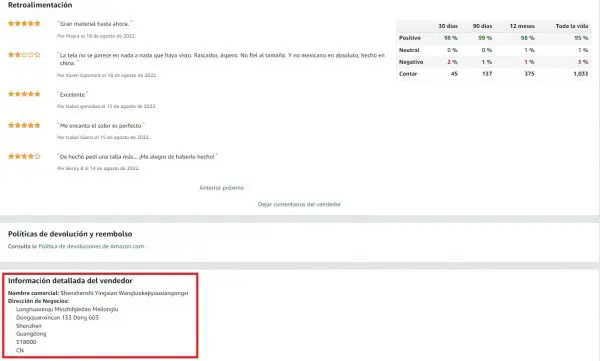 Retroalimentación
"Gran material hasta ahora."
Por Mayra el 18 de agosto de 2022.
"La tela no se parece en nada a nada que haya visto. Rascador, áspero. No fiel al tamaño. Y no mexicano en absoluto, hecho en
china."
Por Karen Esponent el 18 de agosto de 2022.
"Excelente"
Por Isabel gonzález el 15 de agosto de 2022.
"Me encanta el color es perfecto"
Por Isabel Sáenz el 15 de agosto de 2022.
"De hecho pedí una talla más... ¡Me alegro de haberlo hecho!"
Por Becky B el 14 de agosto de 2022.
Anterior próximo
Dejar comentarios del vendedor
30 días 90 días 12 meses Toda la vida
Positivo 98 % 99 % 98 % 95 %
Neutral 0 % 0 % 1 % 1 %
Negativo 2 % 1 % 1 % 3 %
Contar 45 137 375 1,033
Políticas de devolución y reembolso
Consulta la Política de devoluciones de Amazon.com.
Información detallada del vendedor
Nombre comercial: Shenzhenshi Yingxian Wangluokejiyouxiangongsi
Dirección de Negocios:
Longhuaxinqu Minzhihjiedao Meilonglu
Dongquanxincun 133 Dong 603
Shenzhen
Guangdong
518000
CN